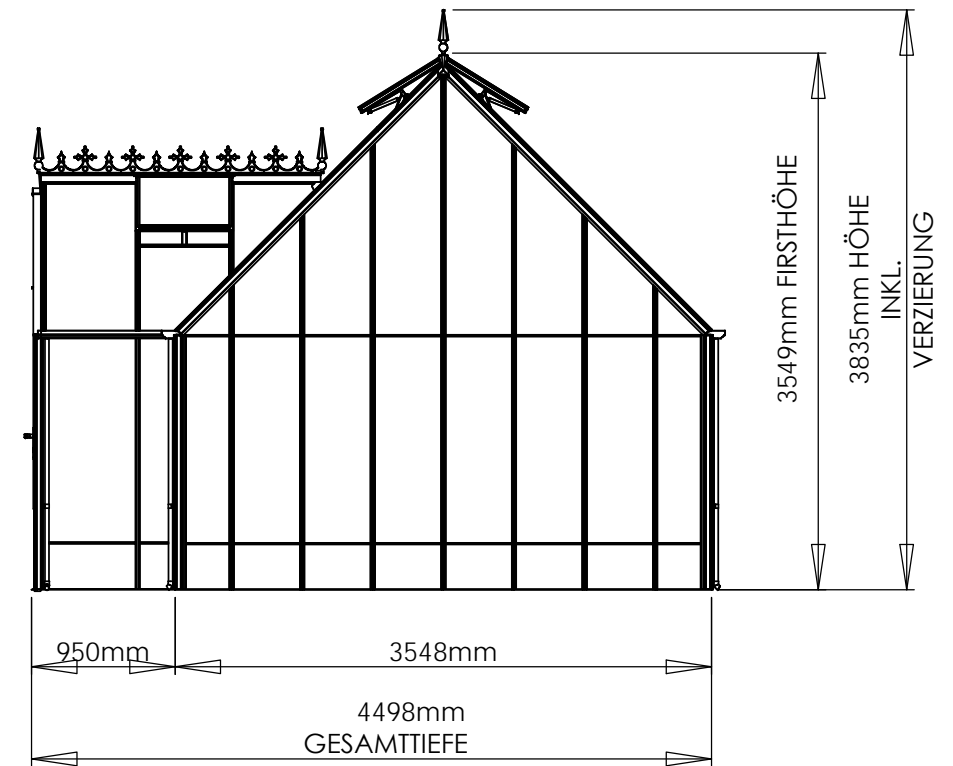 3549mm FIRSTHÖHE
3835mm HÖHE
INKL.
VERZIERUNG
950mm
3548mm
4498mm
GESAMTTIEFE